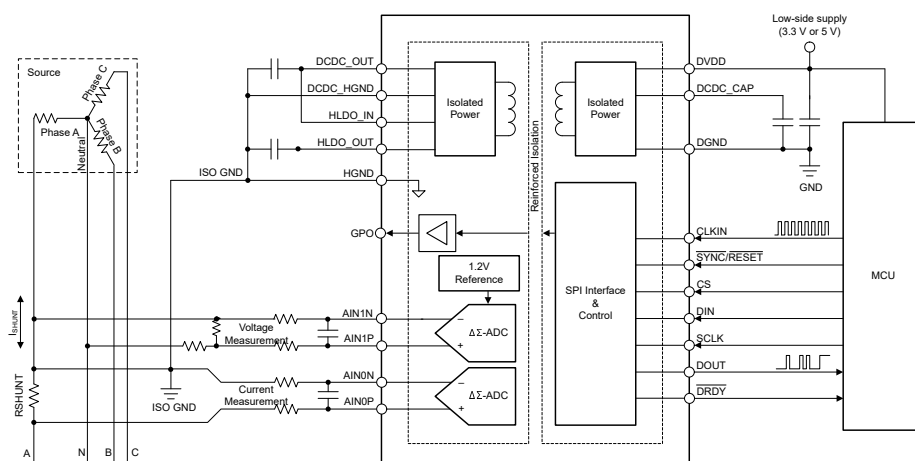 Source
Phase A
Phase C
Phase B
Neutral
ISO GND
DCDC_OUT
DCDC_HGND
HLDO_IN
HLDO_OUT
HGND
GPO
Isolated
Power
Reinforced Isolation
Isolated
Power
1.2V
Reference
ΔΣ-ADC
ΔΣ-ADC
SPI Interface
&
Control
Low-side supply
(3.3 V or 5 V)
DVDD
DCDC_CAP
DGND
GND
CLKIN
SYNC/RESET
CS
DIN
SCLK
DOUT
DRDY
MCU
AIN1N
Voltage
Measurement
AIN1P
AIN0N
Current
Measurement
AIN0P
−
+
−
+
ISHUNT
RSHUNT
ISO GND
A
N
B
C